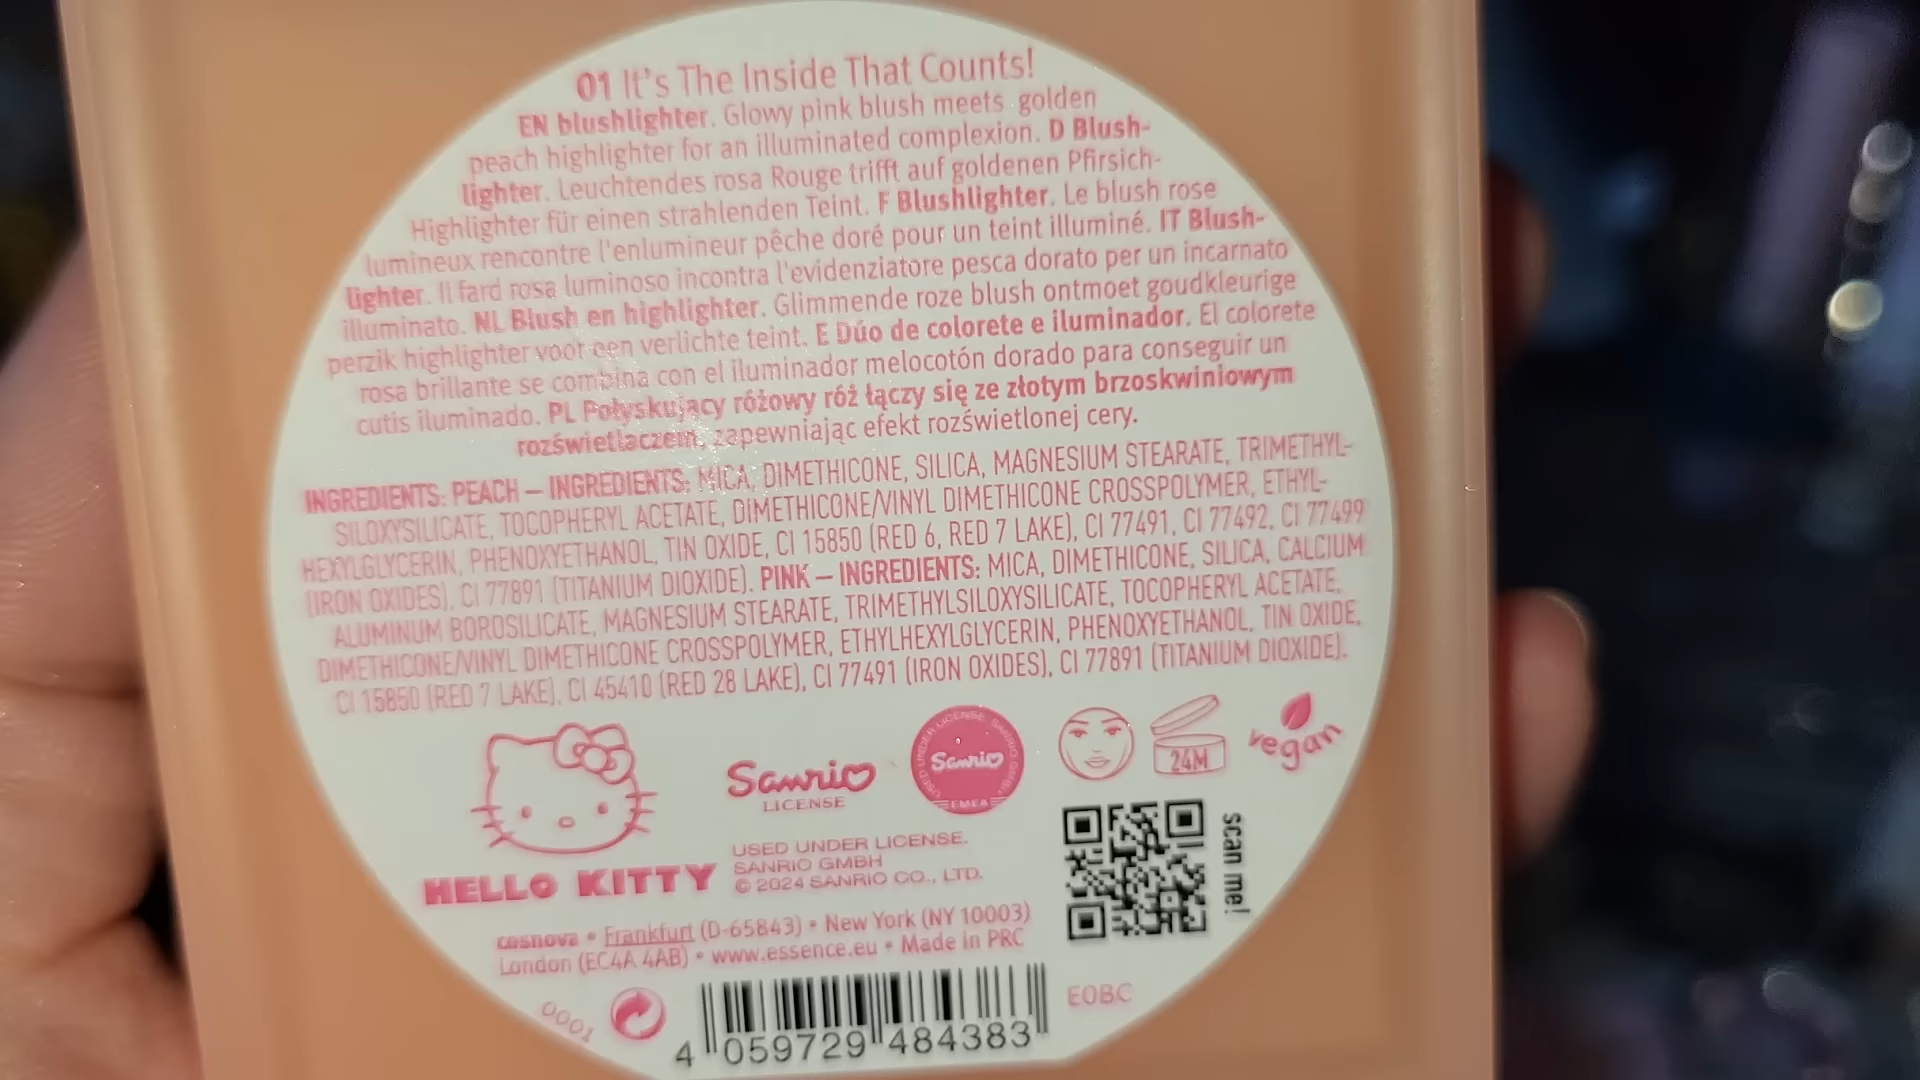 01 It's The Inside That Counts!
EN blushlighter. Glowy pink blush meets golden
peach highlighter for an illuminated complexion. D Blush-
lighter. Leuchtendes rosa Rouge trifft auf goldenen Pfirsich-
Highlighter für einen strahlenden Teint. F Blushlighter. Le blush rose
lumineux rencontre l'enlumineur pêche doré pour un teint illuminé. IT Blush-
lighter. Il fard rosa luminoso incontra l'evidenziatore pesca dorato per un incarnato
illuminato. NL Blush en highlighter. Glimmende roze blush ontmoet goudkleurige
perzik highlighter voor een verlichte teint. E Dúo de colorete e iluminador. El colorete
rosa brillante se combina con el iluminador melocotón dorado para conseguir un
cutis iluminado. PL Połyskujący różowy róż łączy się ze złotym brzoskwiniowym
rozświetlaczem, zapewniając efekt rozświetlonej cery.
INGREDIENTS: PEACH – INGREDIENTS: MICA, DIMETHICONE, SILICA, MAGNESIUM STEARATE, TRIMETHYL-
SILOXYSILICATE, TOCOPHERYL ACETATE, DIMETHICONE/VINYL DIMETHICONE CROSSPOLYMER, ETHYL-
HEXYLGLYCERIN, PHENOXYETHANOL, TIN OXIDE, CI 15850 (RED 6, RED 7 LAKE), CI 77491, CI 77492, CI 77499
(IRON OXIDES), CI 77891 (TITANIUM DIOXIDE). PINK – INGREDIENTS: MICA, DIMETHICONE, SILICA, CALCIUM
ALUMINUM BOROSILICATE, MAGNESIUM STEARATE, TRIMETHYLSILOXYSILICATE, TOCOPHERYL ACETATE,
DIMETHICONE/VINYL DIMETHICONE CROSSPOLYMER, ETHYLHEXYLGLYCERIN, PHENOXYETHANOL, TIN OXIDE,
CI 15850 (RED 7 LAKE), CI 45410 (RED 28 LAKE), CI 77491 (IRON OXIDES), CI 77891 (TITANIUM DIOXIDE).
HELLO KITTY
Sanrio
LICENSE
USED UNDER LICENSE SANRIO GMBH
Sanrio
EMEA
24M
vegan
USED UNDER LICENSE.
SANRIO GMBH
© 2024 SANRIO CO., LTD.
scan me!
cosnova • Frankfurt (D-65843) • New York (NY 10003)
London (EC4A 4AB) • www.essence.eu • Made in PRC
0001
E0BC
4 059729 484383